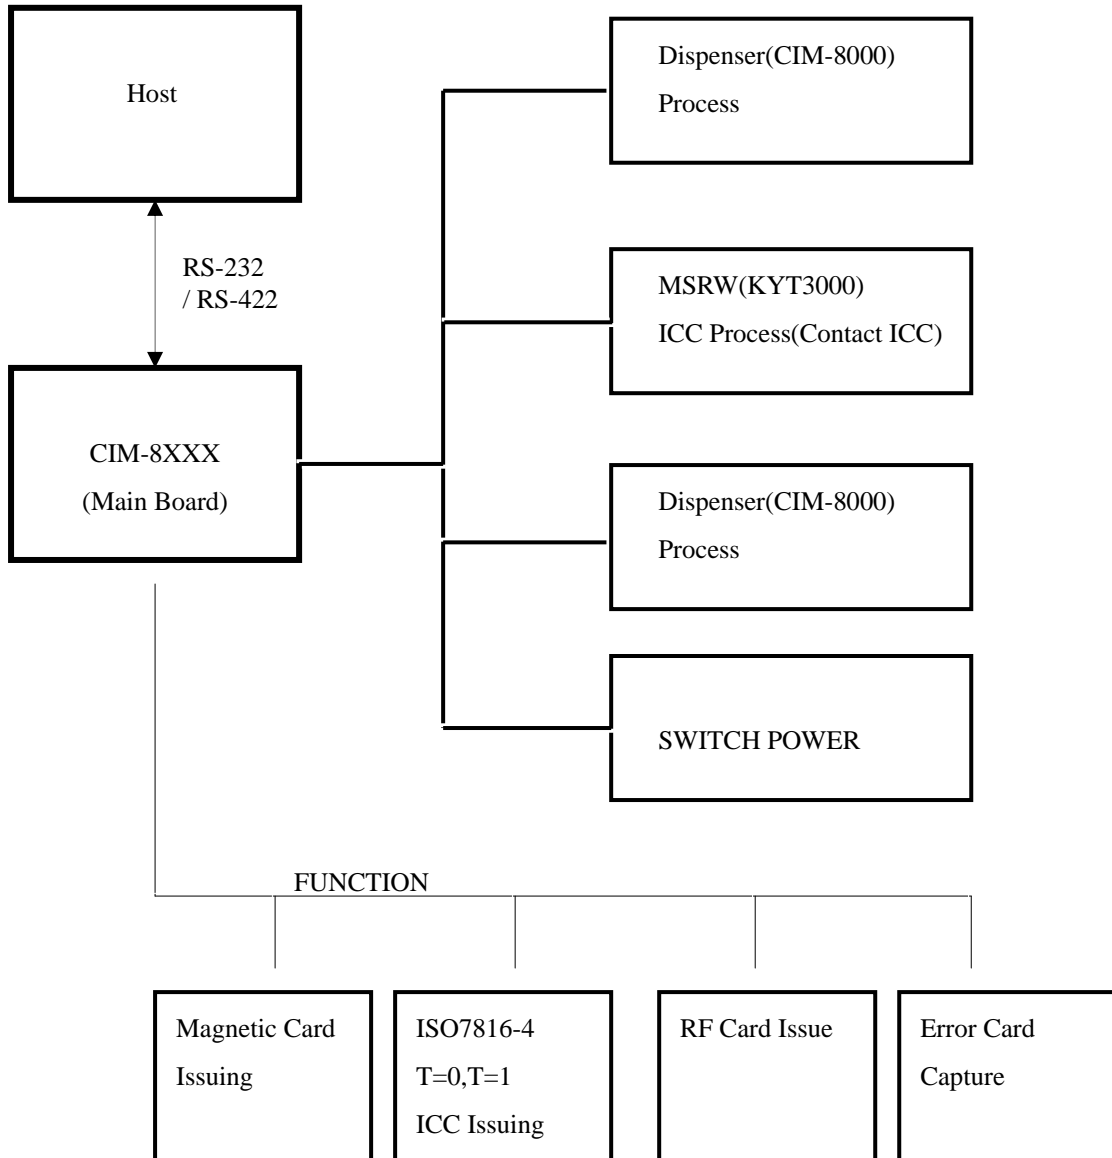 Host
RS-232
/ RS-422
CIM-8XXX
(Main Board)
Dispenser(CIM-8000)
Process
MSRW(KYT3000)
ICC Process(Contact ICC)
Dispenser(CIM-8000)
Process
SWITCH POWER
FUNCTION
Magnetic Card
Issuing
ISO7816-4
T=0,T=1
ICC Issuing
RF Card Issue
Error Card
Capture